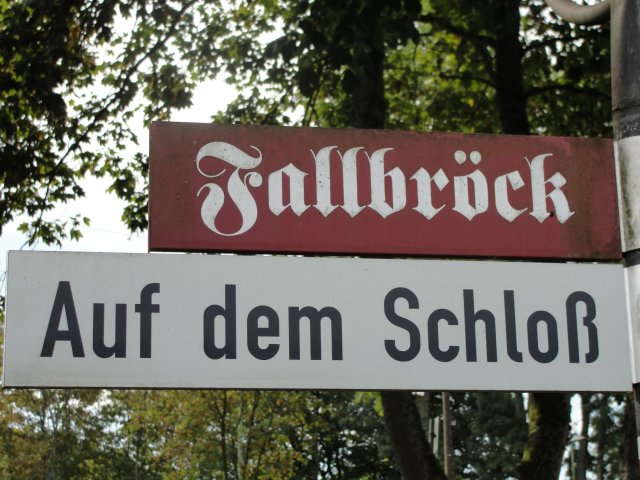 Fallbröck
Auf dem Schloß